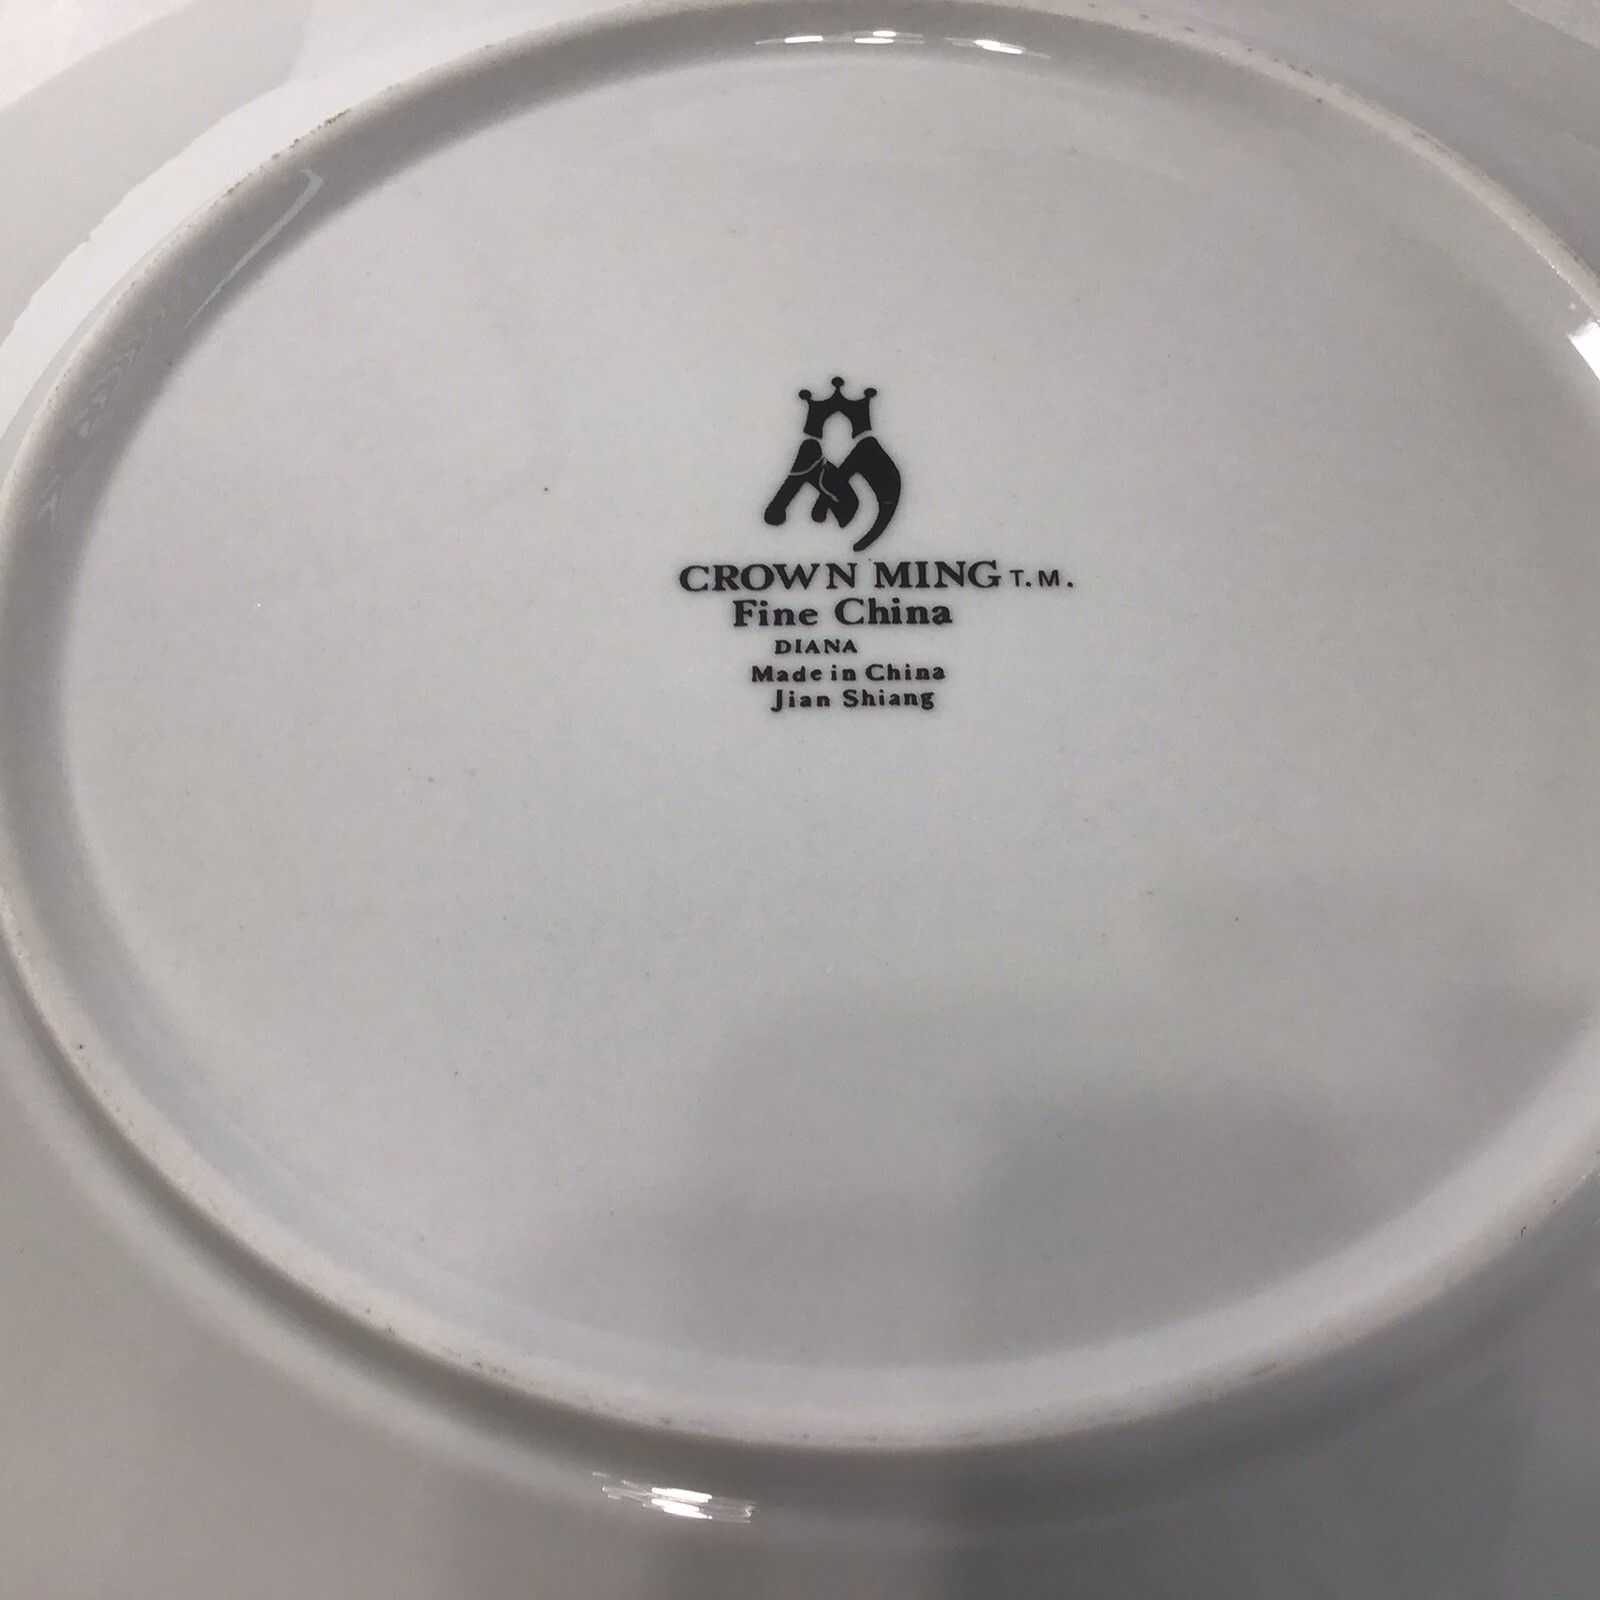 CROWN MING T.M.
Fine China
DIANA
Made in China
Jian Shiang